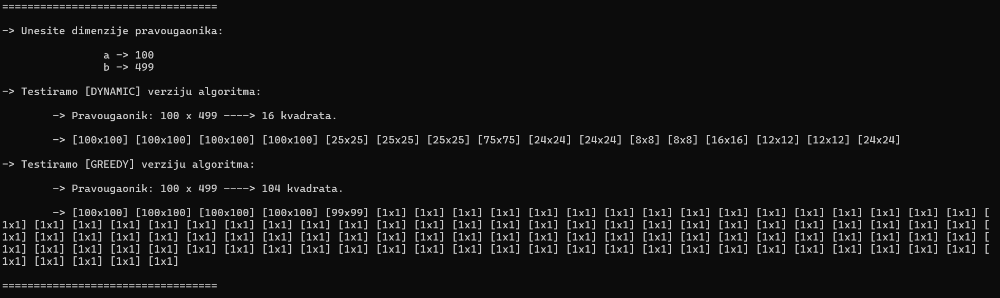 ==================================
-> Unesite dimenzije pravougaonika:
a -> 100
b -> 499
-> Testiramo [DYNAMIC] verziju algoritma:
-> Pravougaonik: 100 x 499 ----> 16 kvadrata.
-> [100x100] [100x100] [100x100] [100x100] [25x25] [25x25] [25x25] [75x75] [24x24] [24x24] [8x8] [8x8] [16x16] [12x12] [12x12] [24x24]
-> Testiramo [GREEDY] verziju algoritma:
-> Pravougaonik: 100 x 499 ----> 104 kvadrata.
-> [100x100] [100x100] [100x100] [100x100] [99x99] [1x1] [1x1] [1x1] [1x1] [1x1] [1x1] [1x1] [1x1] [1x1] [1x1] [1x1] [1x1] [1x1] [1x1] [1x1] [1x1] [
1x1] [1x1] [1x1] [1x1] [1x1] [1x1] [1x1] [1x1] [1x1] [1x1] [1x1] [1x1] [1x1] [1x1] [1x1] [1x1] [1x1] [1x1] [1x1] [1x1] [1x1] [1x1] [1x1] [1x1] [1x1] [1x1] [
1x1] [1x1] [1x1] [1x1] [1x1] [1x1] [1x1] [1x1] [1x1] [1x1] [1x1] [1x1] [1x1] [1x1] [1x1] [1x1] [1x1] [1x1] [1x1] [1x1] [1x1] [1x1] [1x1] [1x1] [1x1] [1x1] [
1x1] [1x1] [1x1] [1x1] [1x1] [1x1] [1x1] [1x1] [1x1] [1x1] [1x1] [1x1] [1x1] [1x1] [1x1] [1x1] [1x1] [1x1] [1x1] [1x1] [1x1] [1x1] [1x1] [1x1] [1x1] [1x1] [
1x1] [1x1] [1x1] [1x1] [1x1]
==================================